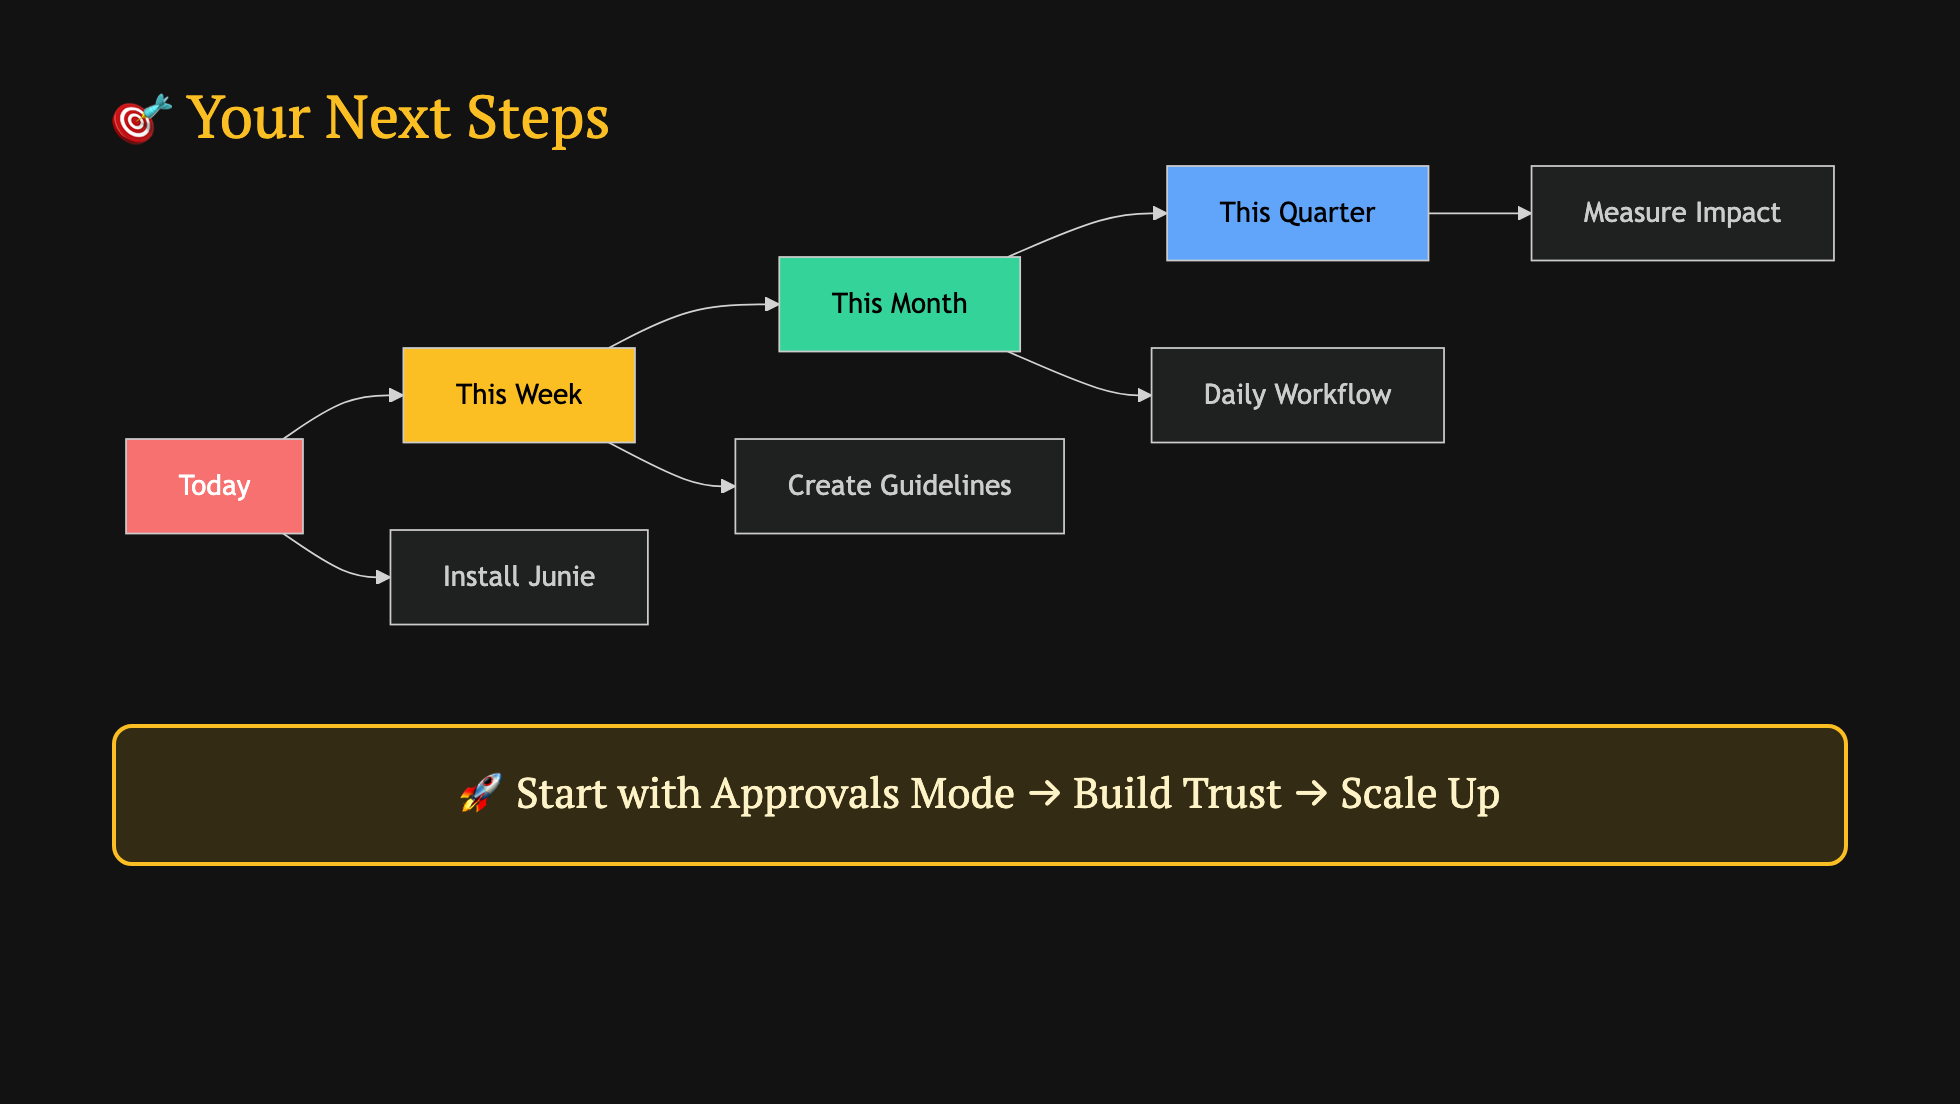 🎯 Your Next Steps
This Quarter
Measure Impact
This Month
This Week
Daily Workflow
Today
Create Guidelines
Install Junie
🚀 Start with Approvals Mode → Build Trust → Scale Up